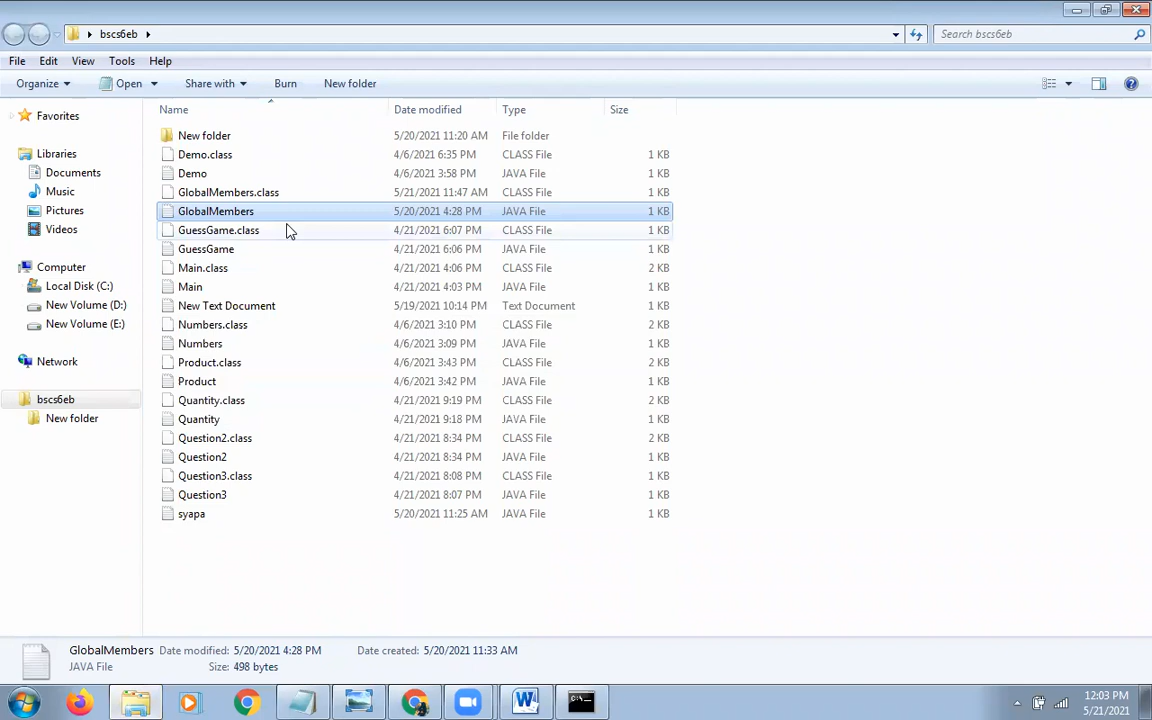 bscs6eb
Search bscs6eb
File Edit View Tools Help
Organize Open Share with Burn New folder
Name Date modified Type Size
Favorites
Libraries
Documents
Music
Pictures
Videos
Computer
Local Disk (C:)
New Volume (D:)
New Volume (E:)
Network
bscs6eb
New folder
New folder 5/20/2021 11:20 AM File folder
Demo.class 4/6/2021 6:35 PM CLASS File 1 KB
Demo 4/6/2021 3:58 PM JAVA File 1 KB
GlobalMembers.class 5/21/2021 11:47 AM CLASS File 1 KB
GlobalMembers 5/20/2021 4:28 PM JAVA File 1 KB
GuessGame.class 4/21/2021 6:07 PM CLASS File 1 KB
GuessGame 4/21/2021 6:06 PM JAVA File 1 KB
Main.class 4/21/2021 4:06 PM CLASS File 2 KB
Main 4/21/2021 4:03 PM JAVA File 1 KB
New Text Document 5/19/2021 10:14 PM Text Document 1 KB
Numbers.class 4/6/2021 3:10 PM CLASS File 2 KB
Numbers 4/6/2021 3:09 PM JAVA File 1 KB
Product.class 4/6/2021 3:43 PM CLASS File 2 KB
Product 4/6/2021 3:42 PM JAVA File 1 KB
Quantity.class 4/21/2021 9:19 PM CLASS File 2 KB
Quantity 4/21/2021 9:18 PM JAVA File 1 KB
Question2.class 4/21/2021 8:34 PM CLASS File 2 KB
Question2 4/21/2021 8:34 PM JAVA File 1 KB
Question3.class 4/21/2021 8:08 PM CLASS File 1 KB
Question3 4/21/2021 8:07 PM JAVA File 1 KB
syapa 5/20/2021 11:25 AM JAVA File 1 KB
GlobalMembers Date modified: 5/20/2021 4:28 PM Date created: 5/20/2021 11:33 AM
JAVA File Size: 498 bytes
12:03 PM
5/21/2021